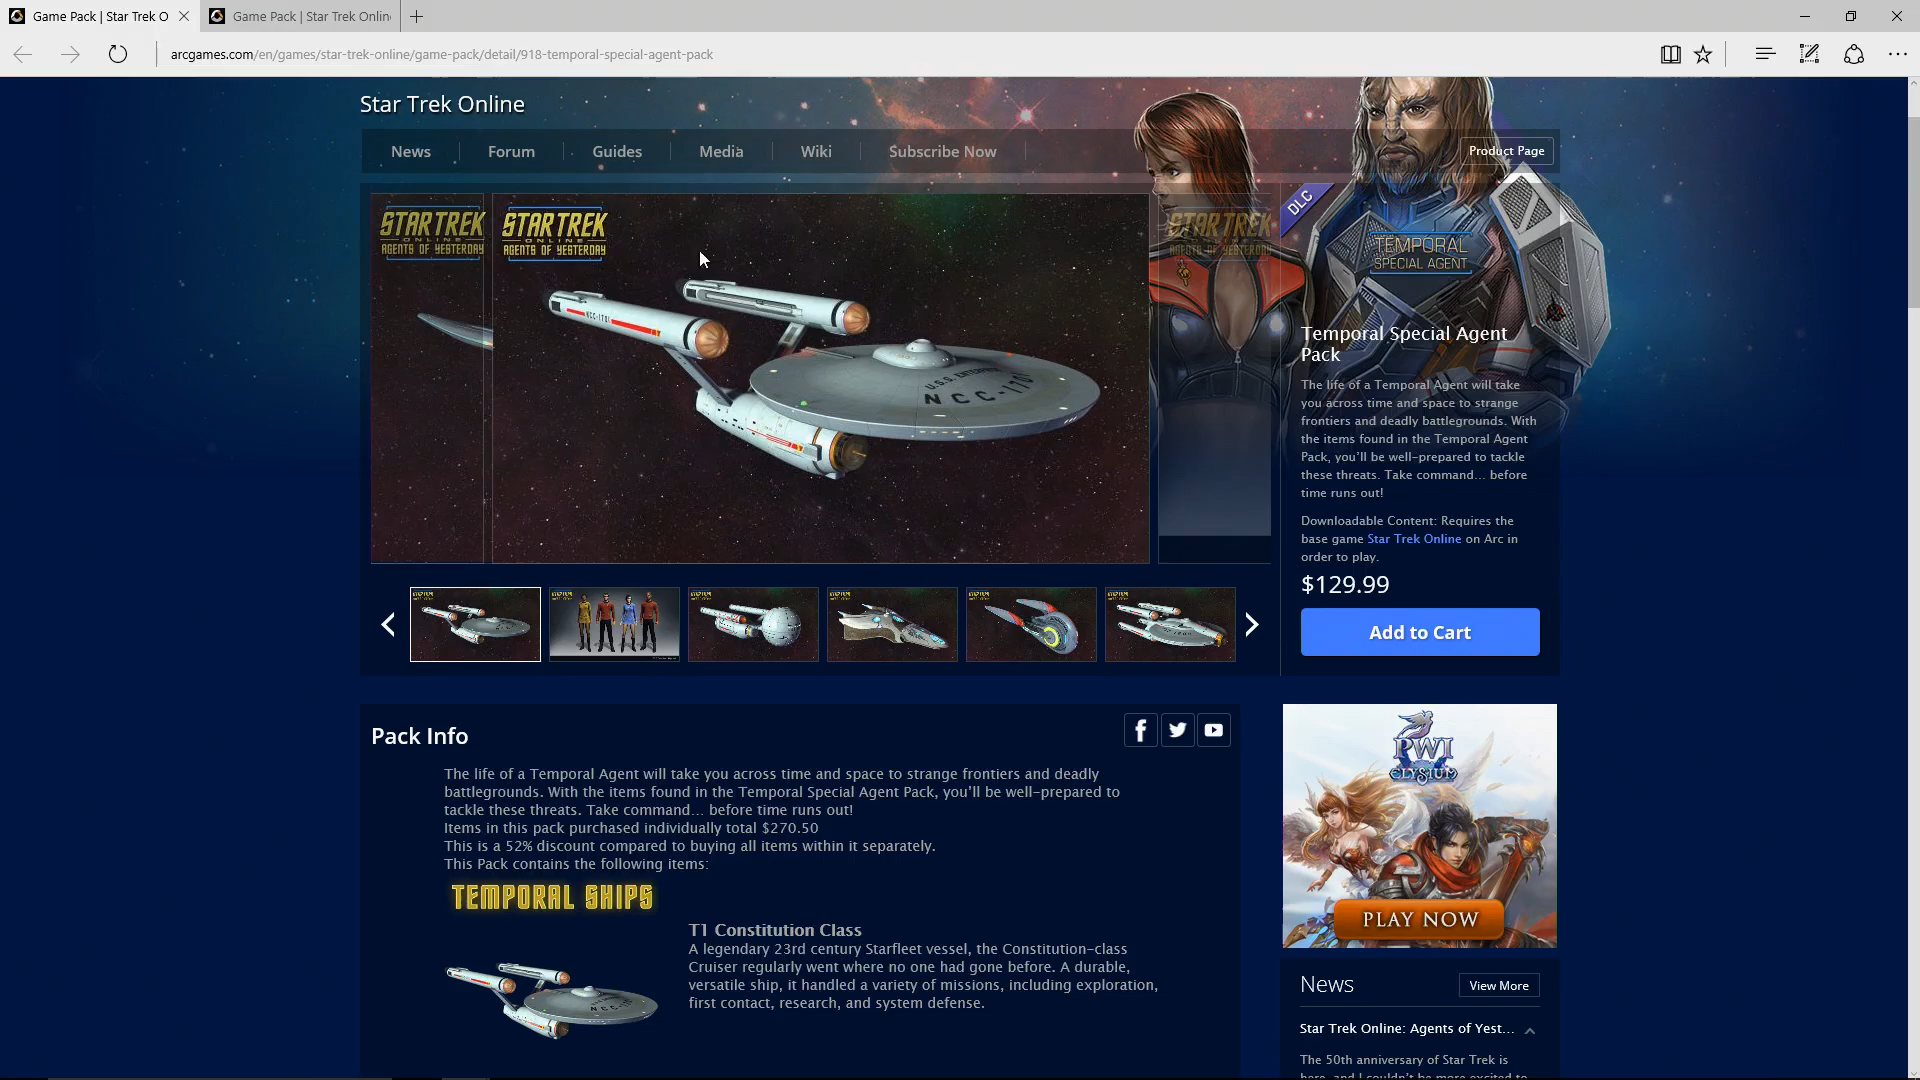 Game Pack | Star Trek O
Game Pack | Star Trek Onlin
arcgames.com/en/games/star-trek-online/game-pack/detail/918-temporal-special-agent-pack
Star Trek Online
News
Forum
Guides
Media
Wiki
Subscribe Now
Product Page
STAR TREK
ONLINE
AGENTS OF YESTERDAY
STAR TREK
ONLINE
AGENTS OF YESTERDAY
STAR TREK
ONLINE
AGENTS OF YESTERDAY
NCC-1701
U.S.S. ENTERPRISE
NCC-1701
DLC
TEMPORAL
SPECIAL AGENT
Temporal Special Agent
Pack
The life of a Temporal Agent will take
you across time and space to strange
frontiers and deadly battlegrounds. With
the items found in the Temporal Agent
Pack, you'll be well-prepared to tackle
these threats. Take command... before
time runs out!
Downloadable Content: Requires the
base game Star Trek Online on Arc in
order to play.
$129.99
Add to Cart
Pack Info
The life of a Temporal Agent will take you across time and space to strange frontiers and deadly
battlegrounds. With the items found in the Temporal Special Agent Pack, you'll be well-prepared to
tackle these threats. Take command... before time runs out!
Items in this pack purchased individually total $270.50
This is a 52% discount compared to buying all items within it separately.
This Pack contains the following items:
TEMPORAL SHIPS
T1 Constitution Class
A legendary 23rd century Starfleet vessel, the Constitution-class
Cruiser regularly went where no one had gone before. A durable,
versatile ship, it handled a variety of missions, including exploration,
first contact, research, and system defense.
PWI
ELYSIUM
PLAY NOW
News
View More
Star Trek Online: Agents of Yest...
The 50th anniversary of Star Trek is
here, and I couldn't be more excited to